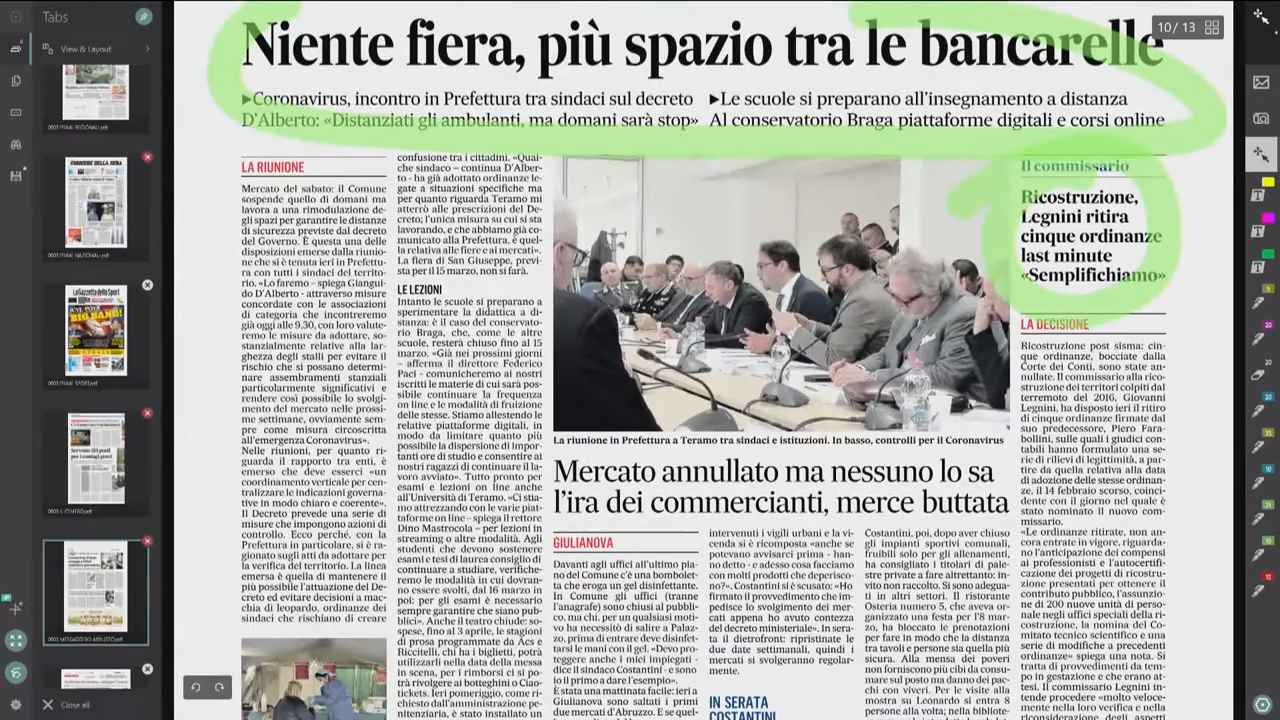 Tabs
View & Layout
0603 PRIME REGIONALI.pdf
CORRIERE DELLA SERA
0603 PRIME NAZIONALI.pdf
La Gazzetta dello Sport
BIG BANG!
0603 PRIME SPORT.pdf
0603 IL CENTRO.pdf
0603 MESSAGGERO ABRUZZO.pdf
Close all
10 / 13
Niente fiera, più spazio tra le bancarelle
►Coronavirus, incontro in Prefettura tra sindaci sul decreto
D'Alberto: «Distanziati gli ambulanti, ma domani sarà stop»
►Le scuole si preparano all'insegnamento a distanza
Al conservatorio Braga piattaforme digitali e corsi online
LA RIUNIONE
Mercato del sabato: il Comune
sospende quello di domani ma
lavora a una rimodulazione de-
gli spazi per garantire le distanze
di sicurezza previste dal decreto
del Governo. È questa una delle
disposizioni emerse dalla riunio-
ne che si è tenuta ieri in Prefettu-
ra con tutti i sindaci del territo-
rio. «Lo faremo – spiega Giangui-
do D'Alberto - attraverso misure
concordate con le associazioni
di categoria che incontreremo
già oggi alle 9,30, con loro valute-
remo le misure da adottare, so-
stanzialmente relative alla lar-
ghezza degli stalli per evitare il
rischio che si possano determi-
nare assembramenti stanziali
particolarmente significativi e
rendere così possibile lo svolgi-
mento del mercato nelle prossi-
me settimane, ovviamente sem-
pre come misura circoscritta
all'emergenza Coronavirus».
Nelle riunioni, per quanto ri-
guarda il rapporto tra enti, è
emerso che deve esserci «un
coordinamento verticale per cen-
tralizzare le indicazioni governa-
tive in modo chiaro e coerente».
Il Decreto prevede una serie di
misure che impongono azioni di
controllo. Ecco perché, con la
Prefettura in particolare, si è ra-
gionato sugli atti da adottare per
la verifica del territorio. La linea
emersa è quella di mantenere il
più possibile l'attuazione del De-
creto ed evitare decisioni a mac-
chia di leopardo, ordinanze dei
sindaci che rischiano di creare
confusione tra i cittadini. «Qual-
che sindaco – continua D'Alber-
to - ha già adottato ordinanze le-
gate a situazioni specifiche ma
per quanto riguarda Teramo mi
atterrò alle prescrizioni del De-
creto; l'unica misura su cui si sta
lavorando, e che abbiamo già co-
municato alla Prefettura, è quel-
la relativa alle fiere e ai mercati».
La fiera di San Giuseppe, previ-
sta per il 15 marzo, non si farà.
LE LEZIONI
Intanto le scuole si preparano a
sperimentare la didattica a di-
stanza: è il caso del conservato-
rio Braga, che, come le altre
scuole, resterà chiuso fino al 15
marzo. «Già nei prossimi giorni
– afferma il direttore Federico
Paci - comunicheremo ai nostri
iscritti le materie di cui sarà pos-
sibile continuare la frequenza
on line e la modalità di fruizione
delle stesse. Stiamo allestendo le
relative piattaforme digitali, in
modo da limitare quanto più
possibile la dispersione di impor-
tanti ore di studio e consentire ai
nostri ragazzi di continuare il la-
voro avviato». Tutto pronto per
esami e lezioni on line anche
all'Università di Teramo. «Ci stia-
mo attrezzando con le varie piat-
taforme on line – spiega il rettore
Dino Mastrocola – per lezioni in
streaming o altre modalità. Agli
studenti che devono sostenere
esami e tesi di laurea consiglio di
continuare a studiare, verifiche-
remo le modalità in cui dovran-
no essere svolti, dal 16 marzo in
poi: per gli esami è necessario
sempre garantire che siano pub-
blici». Anche il teatro chiude: so-
spese, fino al 3 aprile, le stagioni
di prosa programmate da Acs e
Riccitelli, chi ha i biglietti, potrà
utilizzarli nella data della messa
in scena, per i rimborsi ci si po-
trà rivolgere ai botteghini o Ciao-
tickets. Ieri pomeriggio, come ri-
chiesto dall'amministrazione pe-
nitenziaria, è stato installato un
La riunione in Prefettura a Teramo tra sindaci e istituzioni. In basso, controlli per il Coronavirus
Mercato annullato ma nessuno lo sa
l'ira dei commercianti, merce buttata
GIULIANOVA
Davanti agli uffici all'ultimo pia-
no del Comune c'è una bombolet-
ta che eroga un gel disinfettante.
In Comune gli uffici (tranne
l'anagrafe) sono chiusi al pubbli-
co, ma chi, per un qualsiasi moti-
vo ha necessità di salire a Palaz-
zo, prima di entrare deve disinfet-
tarsi le mani con il gel. «Devo pro-
teggere anche i miei impiegati -
dice il sindaco Costantini - e sono
io il primo a dare l'esempio».
È stata una mattinata facile: ieri a
Giulianova sono saltati i primi
due mercati d'Abruzzo. E se quel-
intervenuti i vigili urbani e la vi-
cenda si è ricomposta «anche se
potevano avvisarci prima - han-
no detto - e adesso cosa facciamo
con molti prodotti che deperisco-
no?». Costantini si è scusato: «Ho
firmato il provvedimento che im-
pedisce lo svolgimento dei mer-
cati appena ho avuto contezza
del decreto ministeriale». In sera-
ta il dietrofront: ripristinate le
due date settimanali, quindi i
mercati si svolgeranno regolar-
mente.
IN SERATA
COSTANTINI
Costantini, poi, dopo aver chiuso
gli impianti sportivi comunali,
fruibili solo per gli allenamenti,
ha consigliato i titolari di pale-
stre private a fare altrettanto: in-
vito non raccolto. Si sono adegua-
ti in altri settori. Il ristorante
Osteria numero 5, che aveva or-
ganizzato una festa per l'8 mar-
zo, ha bloccato le prenotazioni
per fare in modo che la distanza
tra tavoli e persone sia quella più
sicura. Alla mensa dei poveri
non forniscono più cibi da consu-
mare sul posto ma danno dei pac-
chi con viveri. Per le visite alla
mostra su Leonardo si entra a
8 persone alla volta; nella bibliote-
Il commissario
Ricostruzione,
Legnini ritira
cinque ordinanze
last minute
«Semplifichiamo»
LA DECISIONE
Ricostruzione post sisma: cin-
que ordinanze, bocciate dalla
Corte dei Conti, sono state an-
nullate. Il commissario alla rico-
struzione dei territori colpiti dal
terremoto del 2016, Giovanni
Legnini, ha disposto ieri il ritiro
di cinque ordinanze firmate dal
suo predecessore, Piero Fara-
bollini, sulle quali i giudici con-
tabili hanno formulato una se-
rie di rilievi di legittimità, a par-
tire da quella relativa alla data
di adozione delle stesse ordinan-
ze, il 14 febbraio scorso, coinci-
dente con il giorno nel quale è
stato nominato il nuovo com-
missario.
«Le ordinanze ritirate, non an-
cora entrate in vigore, riguarda-
no l'anticipazione dei compensi
ai professionisti e l'autocertifi-
cazione dei progetti di ricostru-
zione presentati per ottenere il
contributo pubblico, l'assunzio-
ne di 200 nuove unità di perso-
nale negli uffici speciali della ri-
costruzione, la nomina del Co-
mitato tecnico scientifico e una
serie di modifiche a precedenti
ordinanze» spiega una nota. Si
tratta di provvedimenti da tem-
po in gestazione e che erano at-
tesi. Il commissario Legnini in-
tende procedere «molto veloce-
mente nella loro verifica e nella
riconsiderazione degli aspetti